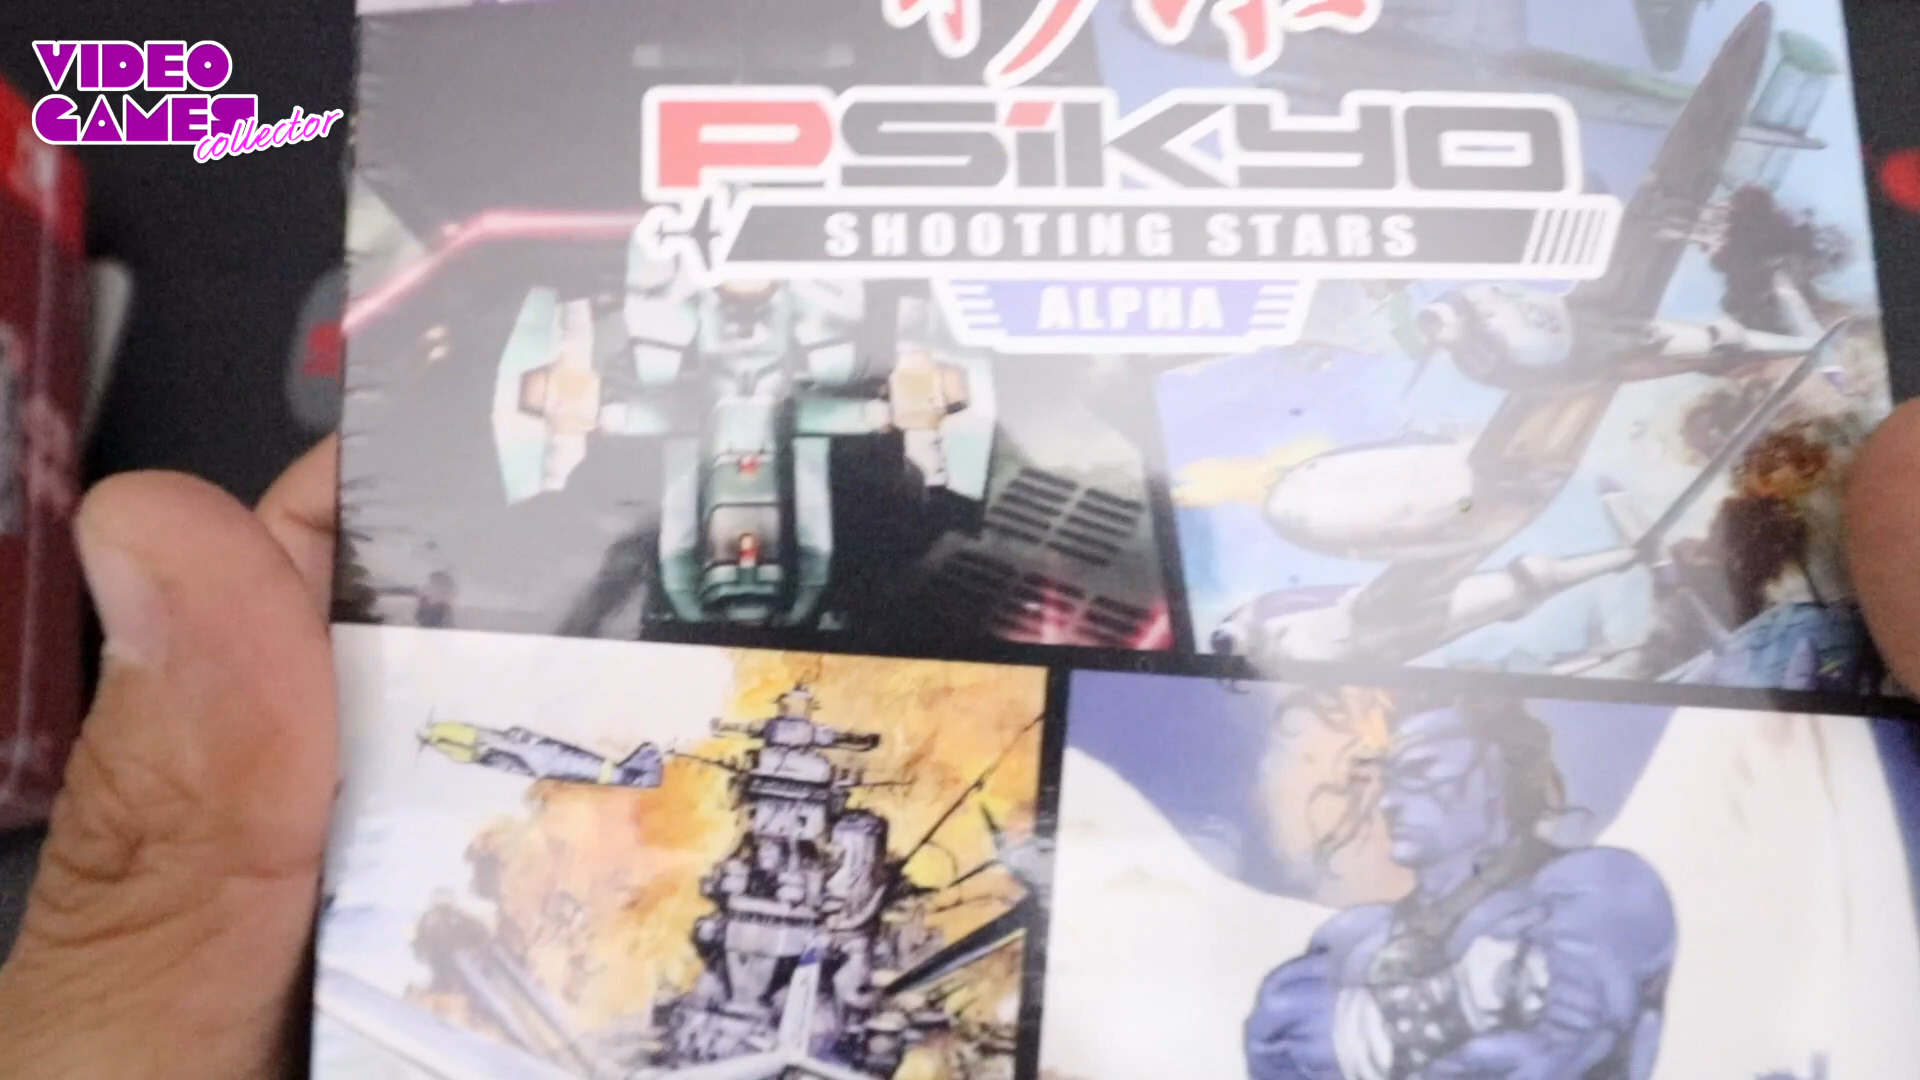 VIDEO
GAMES
collector
PSiKYO
SHOOTING STARS
ALPHA